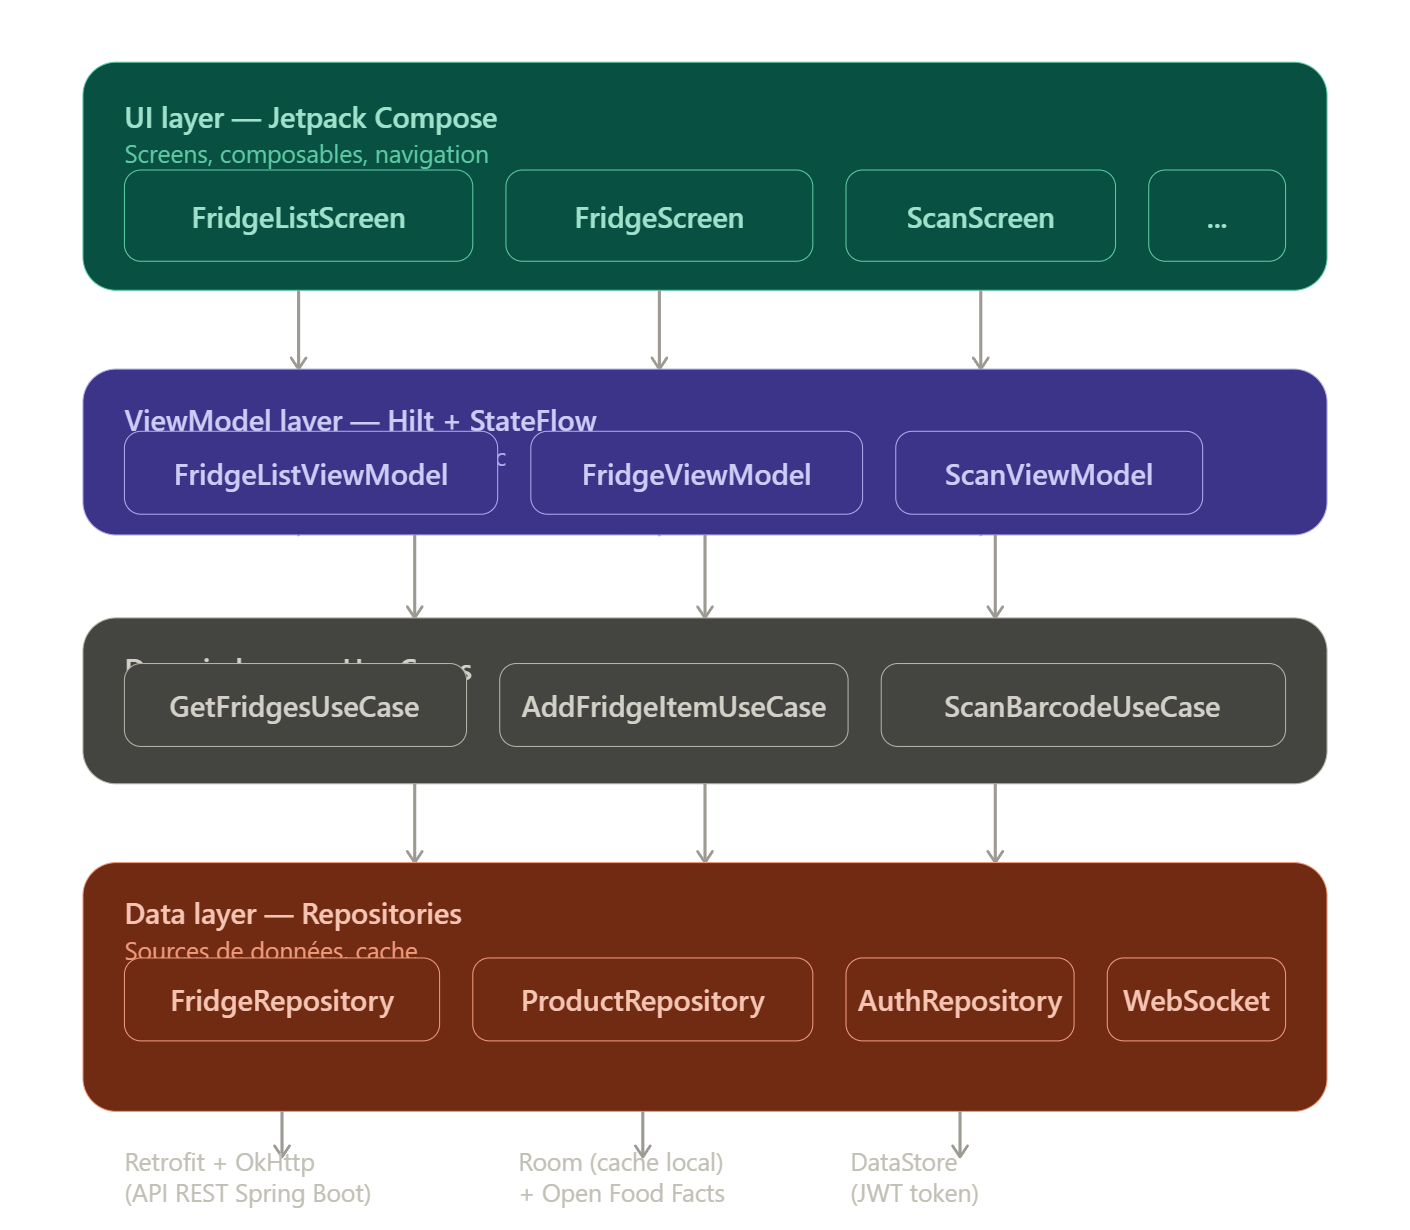 UI layer — Jetpack Compose
Screens, composables, navigation
FridgeListScreen FridgeScreen ScanScreen ...
ViewModel layer — Hilt + StateFlow
FridgeListViewModel FridgeViewModel ScanViewModel
GetFridgesUseCase AddFridgeItemUseCase ScanBarcodeUseCase
Data layer — Repositories
Sources de données, cache
FridgeRepository ProductRepository AuthRepository WebSocket
Retrofit + OkHttp Room (cache local) DataStore
(API REST Spring Boot) + Open Food Facts (JWT token)